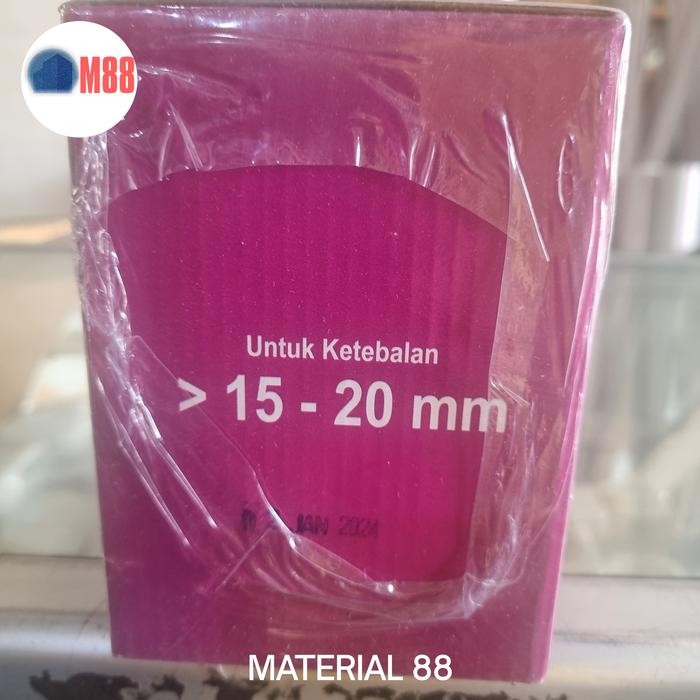 M88
Untuk Ketebalan
> 15 - 20 mm
JAN 2024
MATERIAL 88